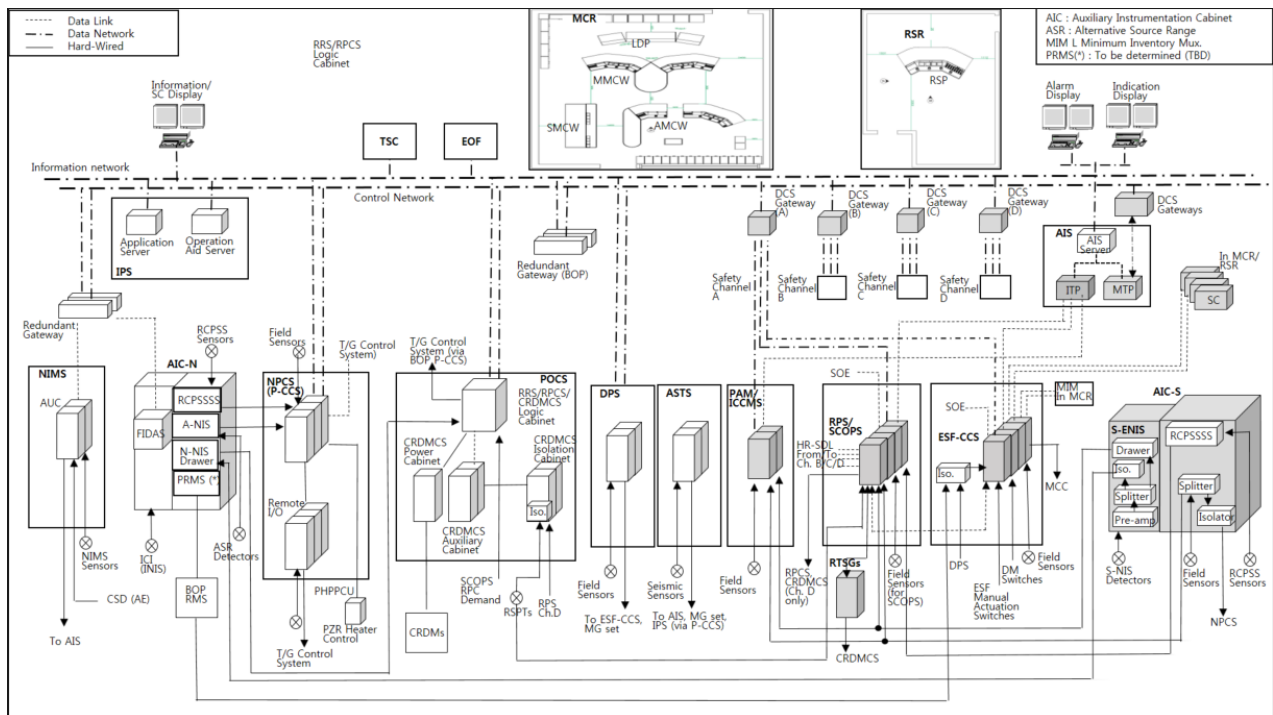 Data Link
Data Network
Hard-Wired
RRS/RPCS
Logic
Cabinet
MCR
LDP
MMCW
SMCW
AMCW
RSR
RSP
AIC : Auxiliary Instrumentation Cabinet
ASR : Alternative Source Range
MIM L Minimum Inventory Mux.
PRMS(*) : To be determined (TBD)
Information/
SC Display
TSC
EOF
Alarm
Display
Indication
Display
Information network
Control Network
Application
Server
Operation
Aid Server
IPS
Redundant
Gateway (BOP)
DCS
Gateway
(A)
DCS
Gateway
(B)
DCS
Gateway
(C)
DCS
Gateway
(D)
DCS
Gateways
AIS
AIS
Server
ITP
MTP
In MCR/
RSR
SC
Safety
Channel
A
Safety
Channel
B
Safety
Channel
C
Safety
Channel
D
Redundant
Gateway
RCPSS
Sensors
Field
Sensors
T/G Control
System)
T/G Control
System (via
BOP P-CCS)
NIMS
AUC
AIC-N
RCPSSSS
FIDAS
A-NIS
N-NIS
Drawer
PRMS (*)
NPCS
(P-CCS)
Remote
I/O
POCS
RRS/RPCS/
CRDMCS
Logic
Cabinet
CRDMCS
Power
Cabinet
CRDMCS
Isolation
Cabinet
Iso.
CRDMCS
Auxiliary
Cabinet
DPS
ASTS
PAM/
ICCMS
SOE
RPS/
SCOPS
HR-SDL
From/To
Ch. B/C/D
ESF-CCS
SOE
Iso.
MIM
In MCR
MCC
AIC-S
S-ENIS
Drawer
Iso.
Splitter
Pre-amp
RCPSSSS
Splitter
Isolator
NIMS
Sensors
CSD (AE)
To AIS
ICI
(INIS)
ASR
Detectors
BOP
RMS
PHPPCU
PZR Heater
Control
T/G Control
System
CRDMs
SCOPS
RPC
Demand
RSPTs
RPS
Ch.D
Field
Sensors
To ESF-CCS,
MG set
Seismic
Sensors
To AIS, MG set,
IPS (via P-CCS)
Field
Sensors
RPCS,
CRDMCS
(Ch. D
only)
RTSGs
CRDMCS
Field
Sensors
(for
SCOPS)
DPS
DM
Switches
ESF
Manual
Actuation
Switches
Field
Sensors
S-NIS
Detectors
Field
Sensors
RCPSS
Sensors
NPCS